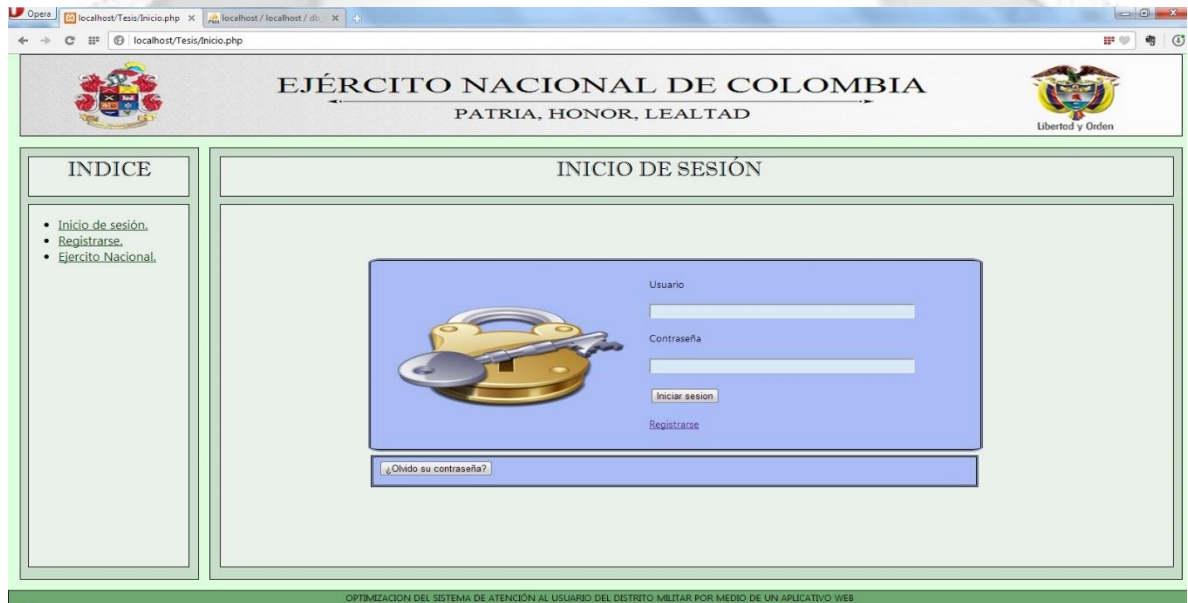 Opera
localhost/Tesis/Inicio.php
localhost / localhost / db
localhost/Tesis/Inicio.php
EJÉRCITO NACIONAL DE COLOMBIA
PATRIA, HONOR, LEALTAD
Libertad y Orden
INDICE
Inicio de sesión.
Registrarse.
Ejercito Nacional.
INICIO DE SESIÓN
Usuario
Contraseña
Iniciar sesion
Registrarse
¿Olvido su contraseña?
OPTIMIZACION DEL SISTEMA DE ATENCIÓN AL USUARIO DEL DISTRITO MILITAR POR MEDIO DE UN APLICATIVO WEB